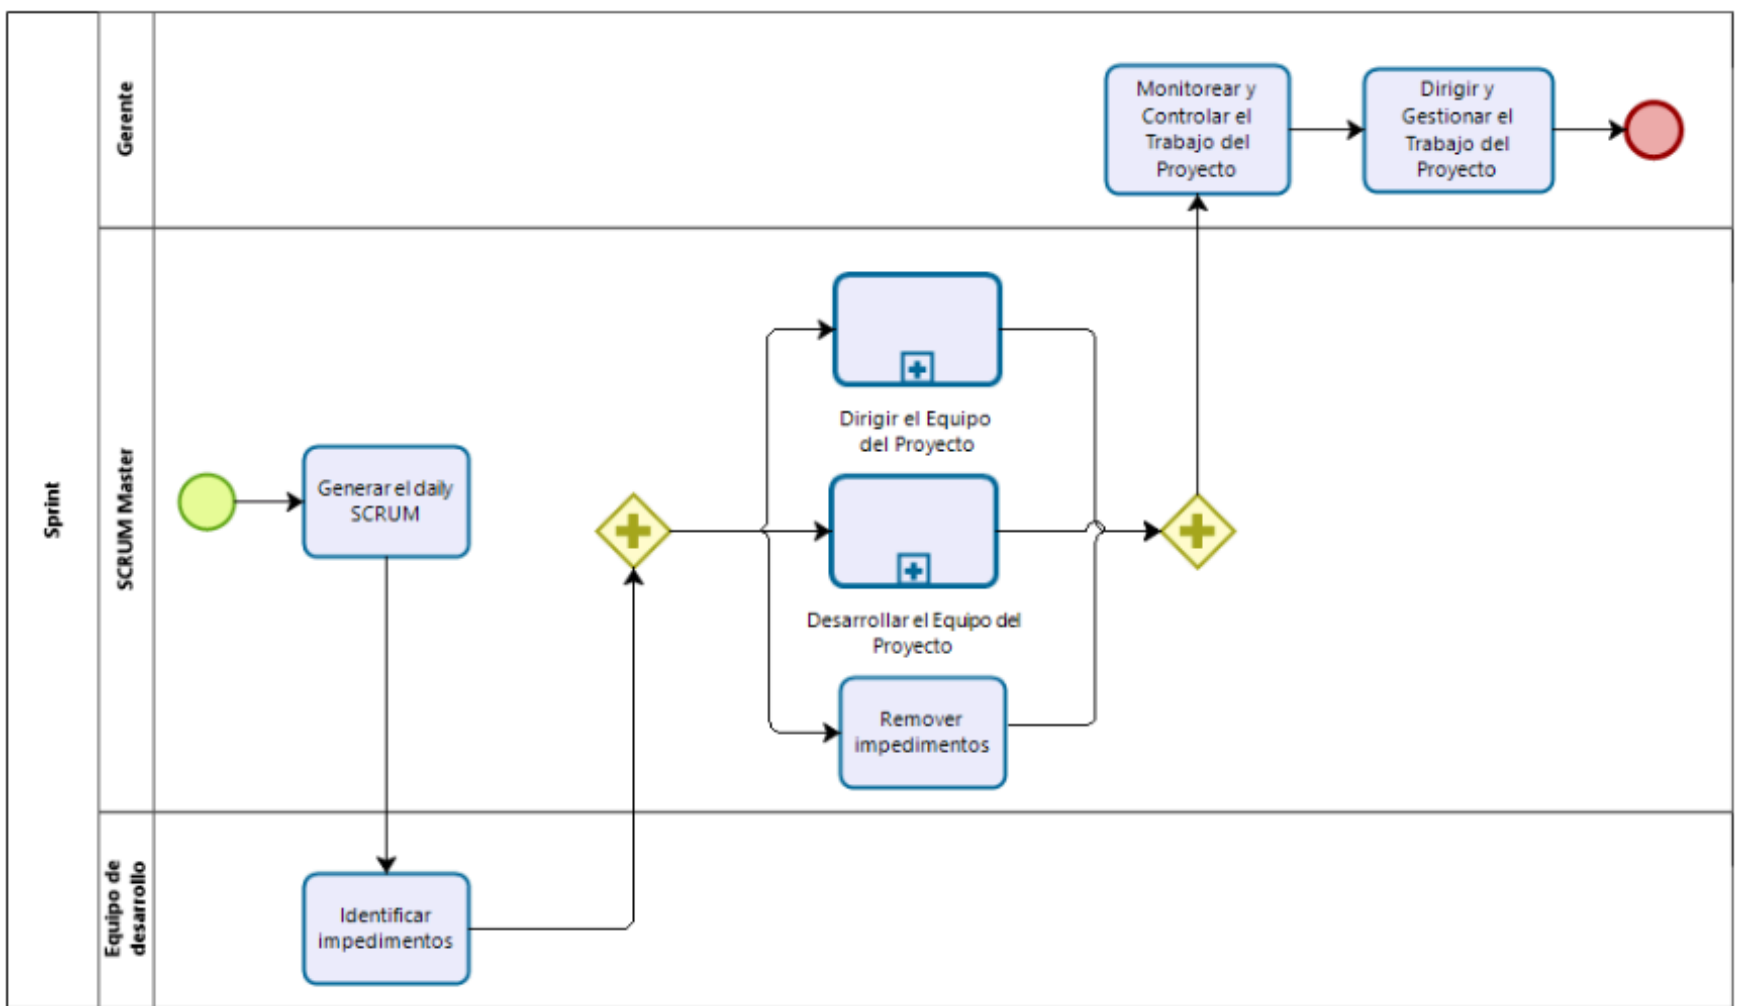 Sprint
Gerente
Monitorear y
Controlar el
Trabajo del
Proyecto
Dirigir y
Gestionar el
Trabajo del
Proyecto
SCRUM Master
Generar el daily
SCRUM
Dirigir el Equipo
del Proyecto
Desarrollar el Equipo del
Proyecto
Remover
impedimentos
Equipo de
desarrollo
Identificar
impedimentos